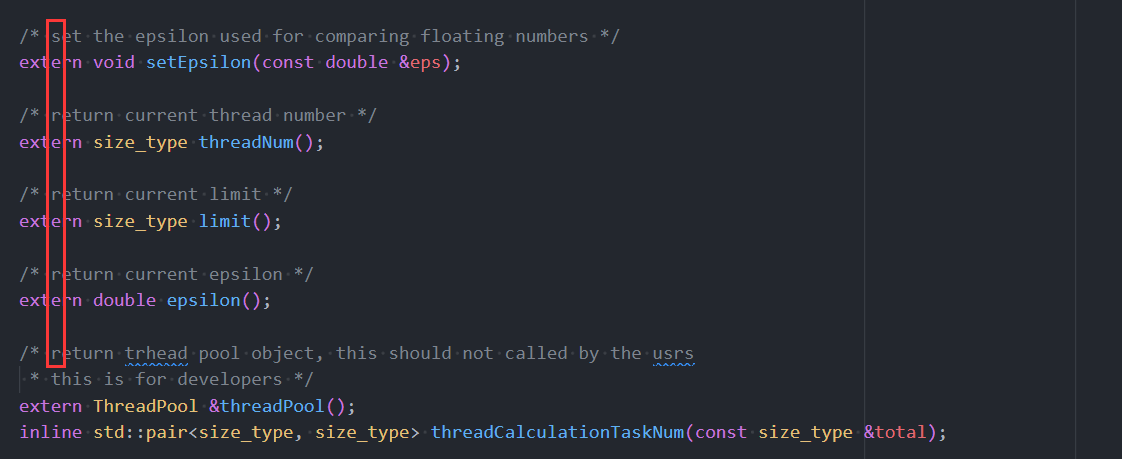 /* set the epsilon used for comparing floating numbers */
extern void setEpsilon(const double &eps);
/* return current thread number */
extern size_type threadNum();
/* return current limit */
extern size_type limit();
/* return current epsilon */
extern double epsilon();
/* return trhead pool object, this should not called by the usrs
 * this is for developers */
extern ThreadPool &threadPool();
inline std::pair<size_type, size_type> threadCalculationTaskNum(const size_type &total);